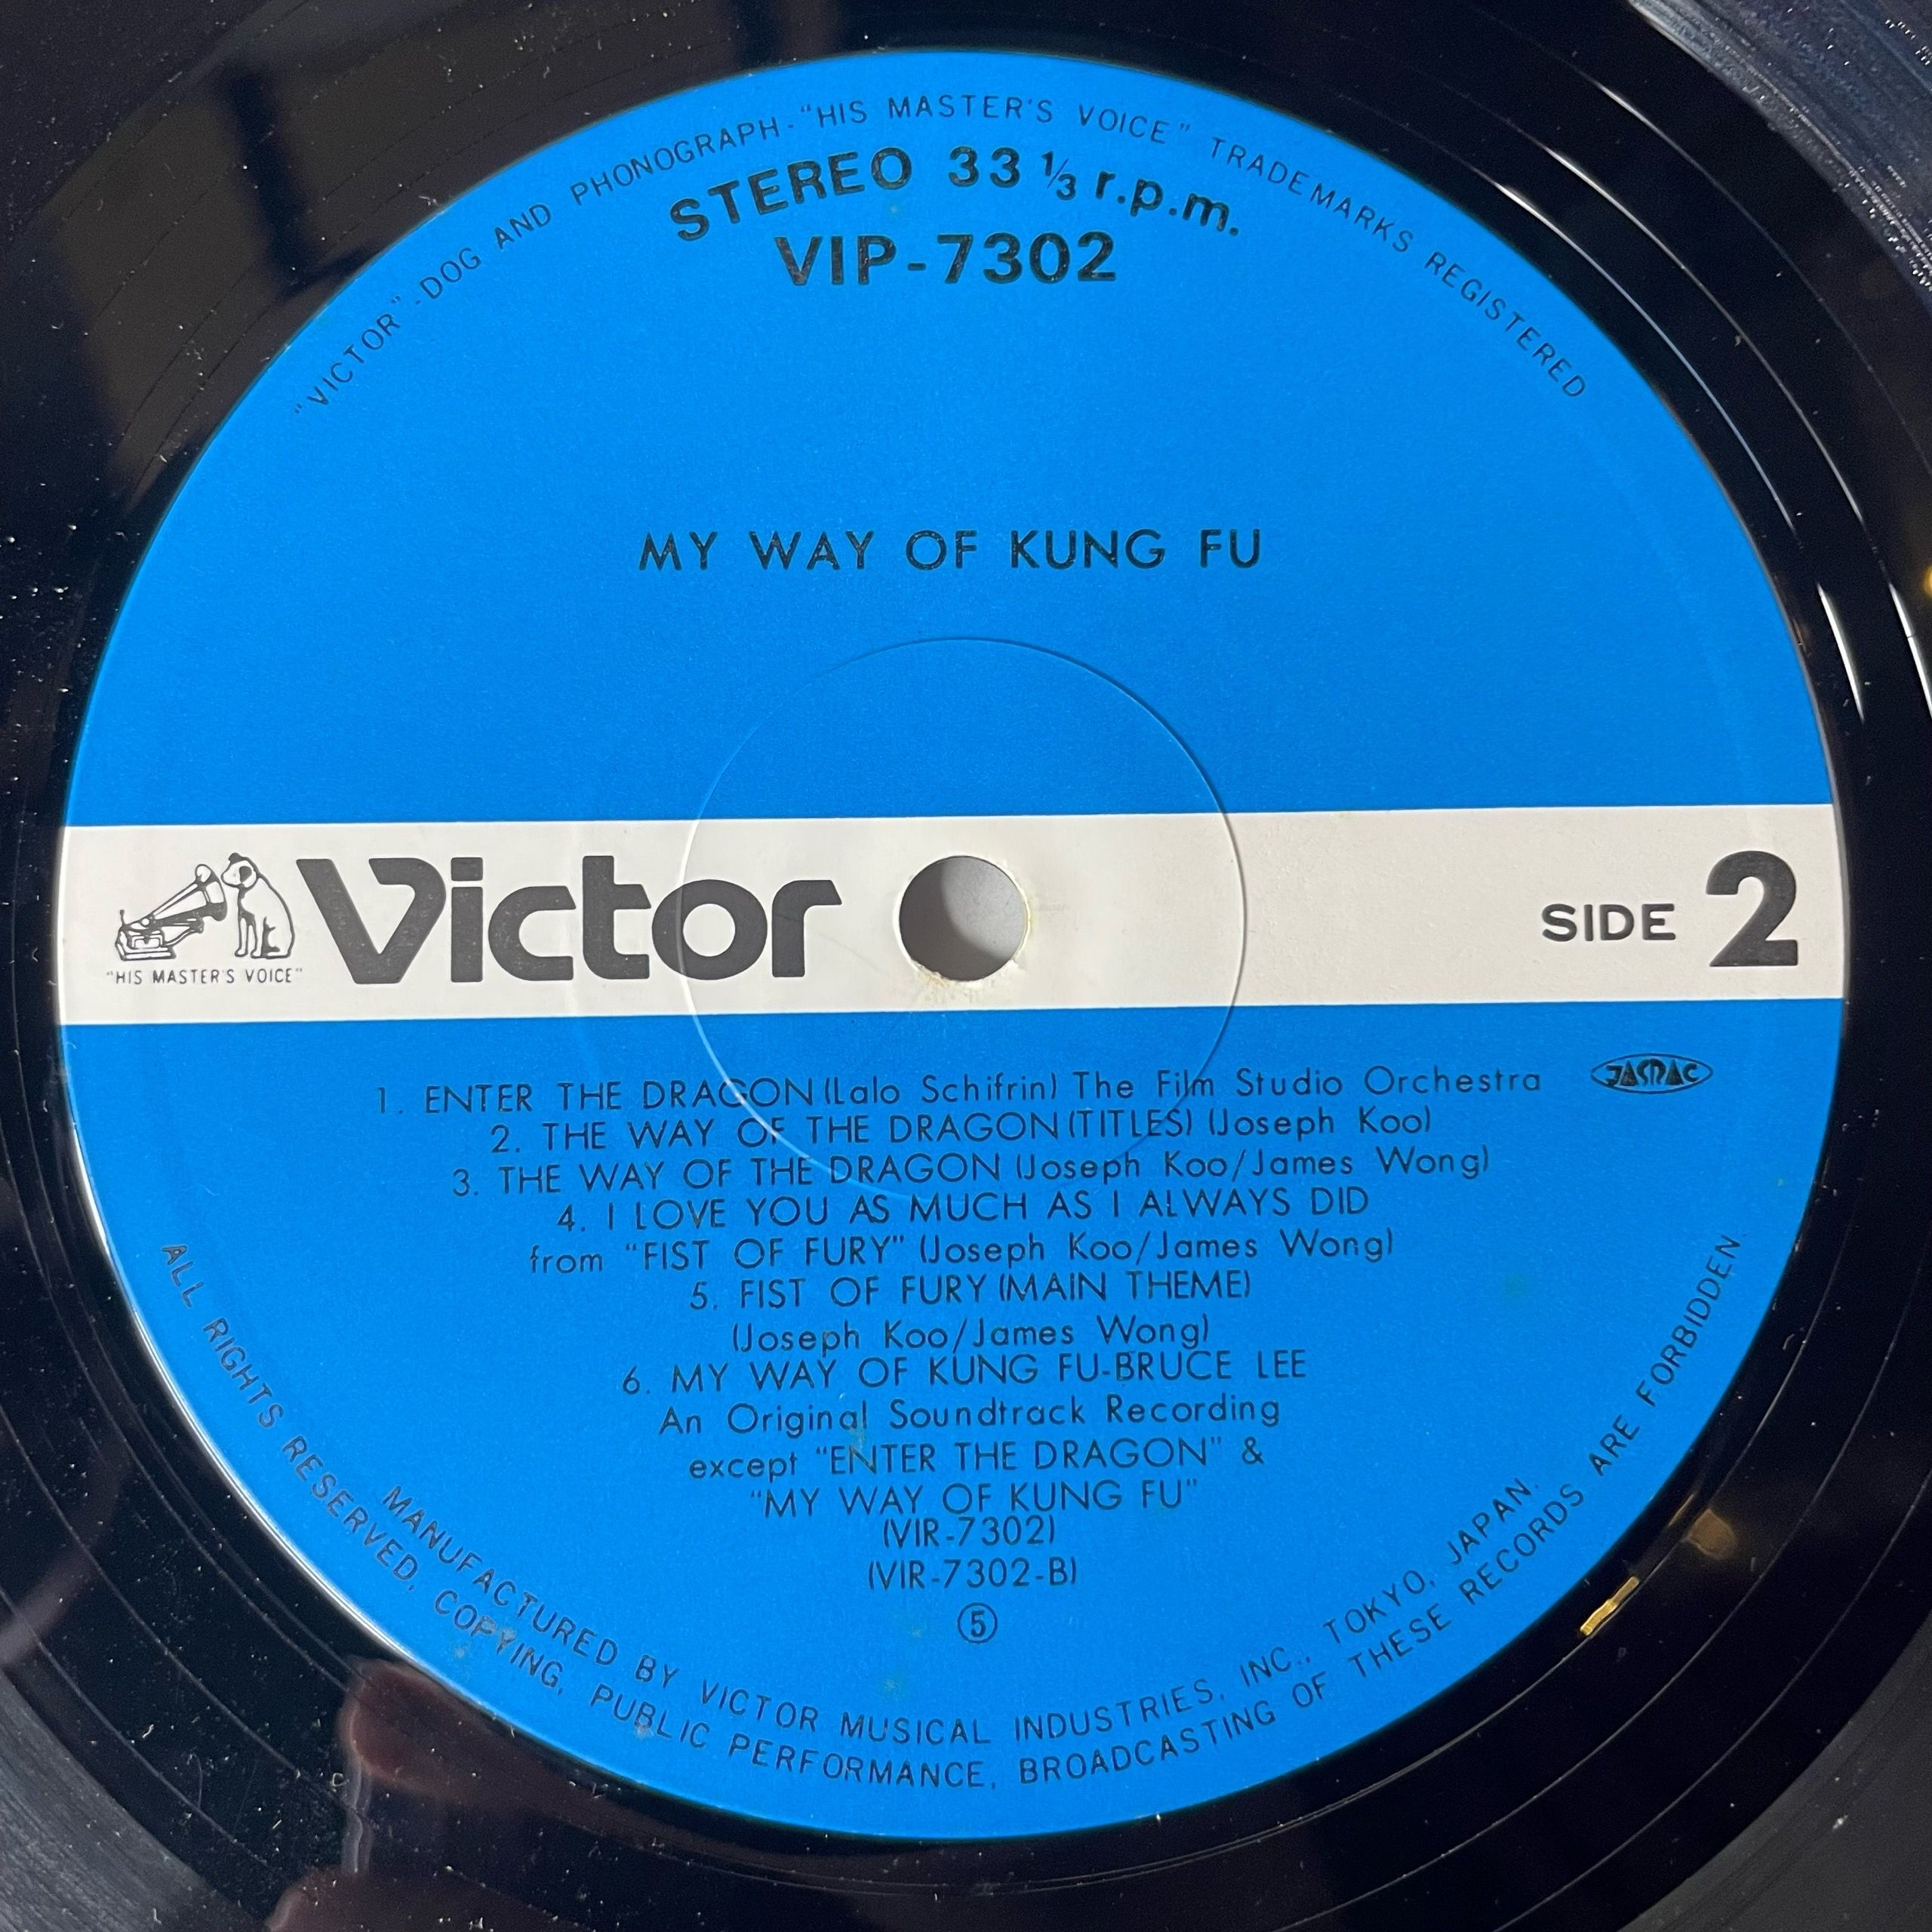 "VICTOR"-DOG AND PHONOGRAPH-"HIS MASTER'S VOICE" TRADEMARKS REGISTERED
STEREO 33 1/3 r.p.m.
VIP-7302
MY WAY OF KUNG FU
"HIS MASTER'S VOICE"
Victor
SIDE 2
1. ENTER THE DRAGON (Lalo Schifrin) The Film Studio Orchestra
JASRAC
2. THE WAY OF THE DRAGON (TITLES) (Joseph Koo)
3. THE WAY OF THE DRAGON (Joseph Koo/James Wong)
4. I LOVE YOU AS MUCH AS I ALWAYS DID
from "FIST OF FURY" (Joseph Koo/James Wong)
5. FIST OF FURY (MAIN THEME)
(Joseph Koo/James Wong)
6. MY WAY OF KUNG FU-BRUCE LEE
An Original Soundtrack Recording
except "ENTER THE DRAGON" &
"MY WAY OF KUNG FU"
(VIR-7302)
(VIR-7302-B)
⑤
MANUFACTURED BY VICTOR MUSICAL INDUSTRIES, INC., TOKYO, JAPAN.
ALL RIGHTS RESERVED, COPYING, PUBLIC PERFORMANCE, BROADCASTING OF THESE RECORDS ARE FORBIDDEN.